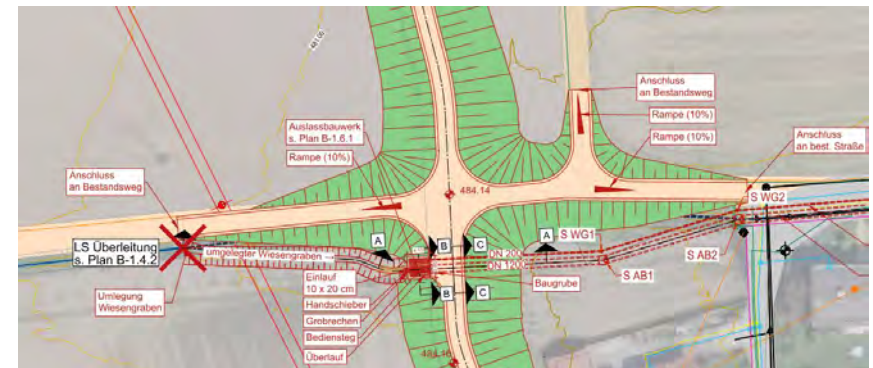 481.00
Anschluss
an Bestandsweg
Rampe (10%)
Rampe (10%)
Auslassbauwerk
s. Plan B-1.6.1
Rampe (10%)
Anschluss
an best. Straße
Anschluss
an Bestandsweg
484.14
S WG2
LS Überleitung
s. Plan B-1.4.2
umgelegter Wiesengraben →
A
B
C
A
S WG1
DN 200
DN 1200
S AB1
S AB2
Umlegung
Wiesengraben
Einlauf
10 x 20 cm
Handschieber
Grobrechen
Bediensteg
Überlauf
B
C
Baugrube